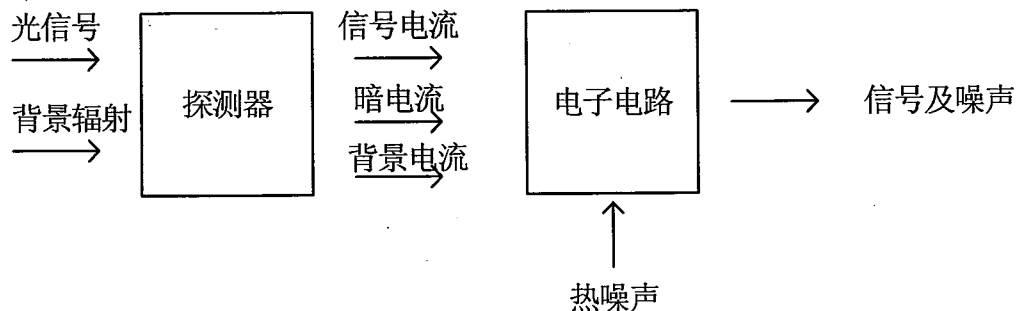 光信号
背景辐射
探测器
信号电流
暗电流
背景电流
电子电路
信号及噪声
热噪声